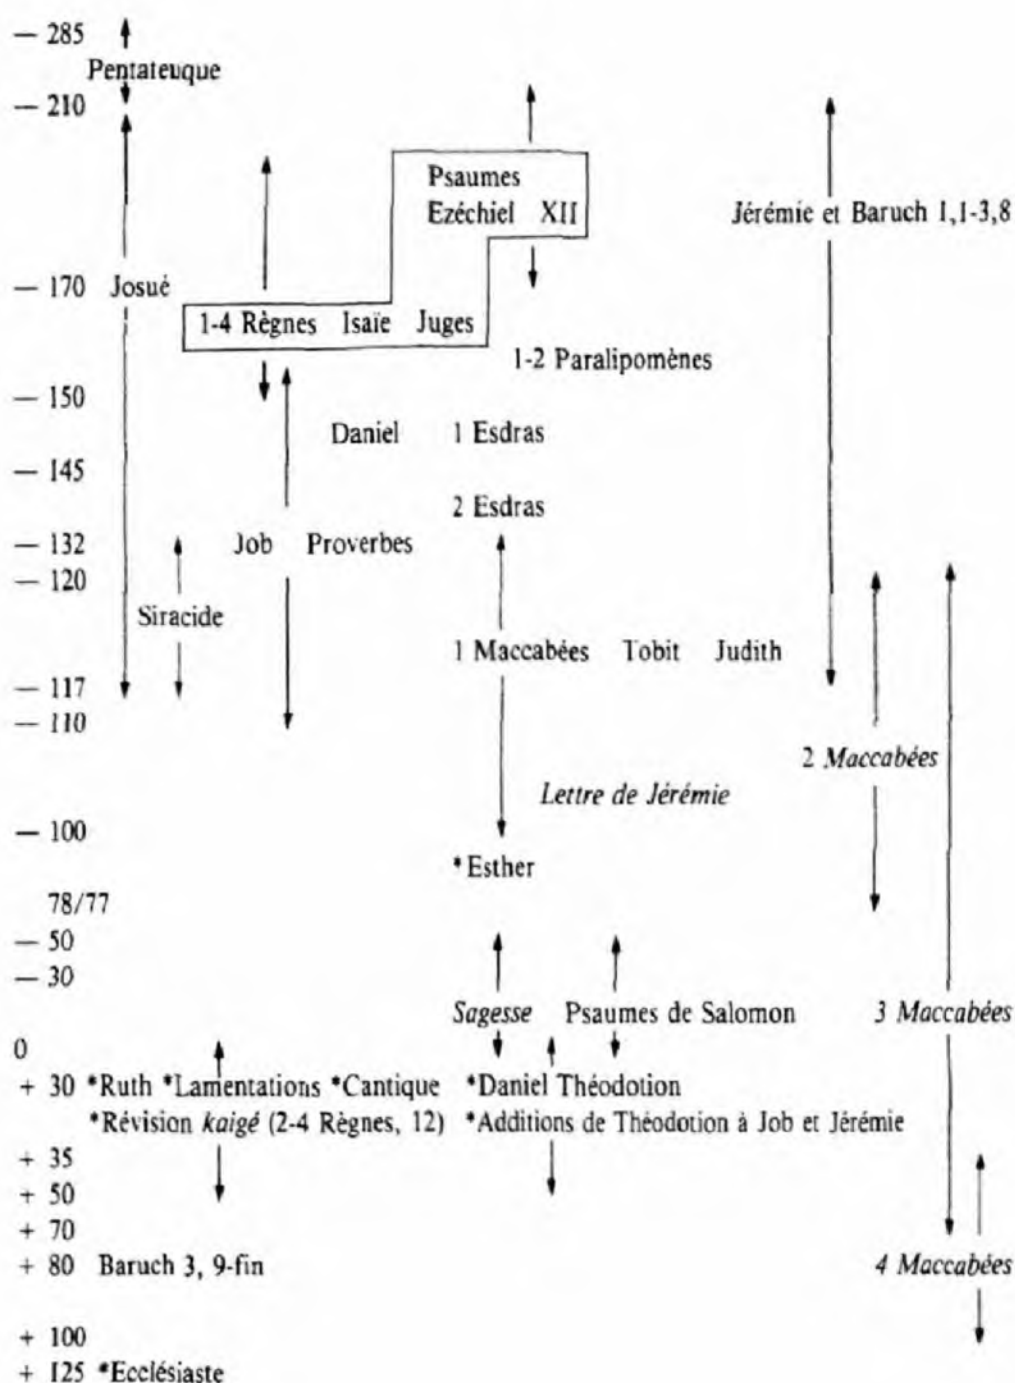 — 285
Pentateuque
— 210
Psaumes
Ezéchiel XII
Jérémie et Baruch 1,1-3,8
— 170 Josué
1-4 Règnes Isaïe Juges
1-2 Paralipomènes
— 150
Daniel 1 Esdras
— 145
2 Esdras
— 132 Job Proverbes
— 120
Siracide
1 Maccabées Tobit Judith
— 117
— 110
2 Maccabées
Lettre de Jérémie
— 100
*Esther
78/77
— 50
— 30
Sagesse Psaumes de Salomon 3 Maccabées
0
+ 30 *Ruth *Lamentations *Cantique *Daniel Théodotion
*Révision kaigé (2-4 Règnes, 12) *Additions de Théodotion à Job et Jérémie
+ 35
+ 50
+ 70
+ 80 Baruch 3, 9-fin 4 Maccabées
+ 100
+ 125 *Ecclésiaste